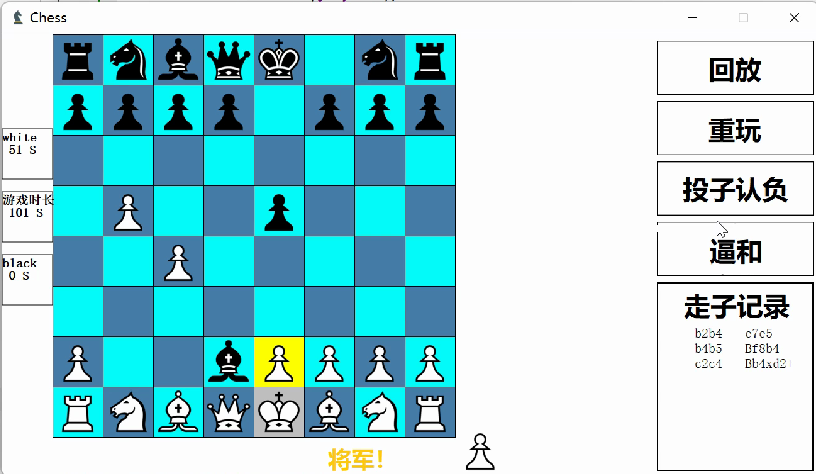 Chess
white
51 S
游戏时长
101 S
black
0 S
回放
重玩
投子认负
逼和
走子记录
b2b4 e7e5
b4b5 Bf8b4
c2c4 Bb4xd2
将军!